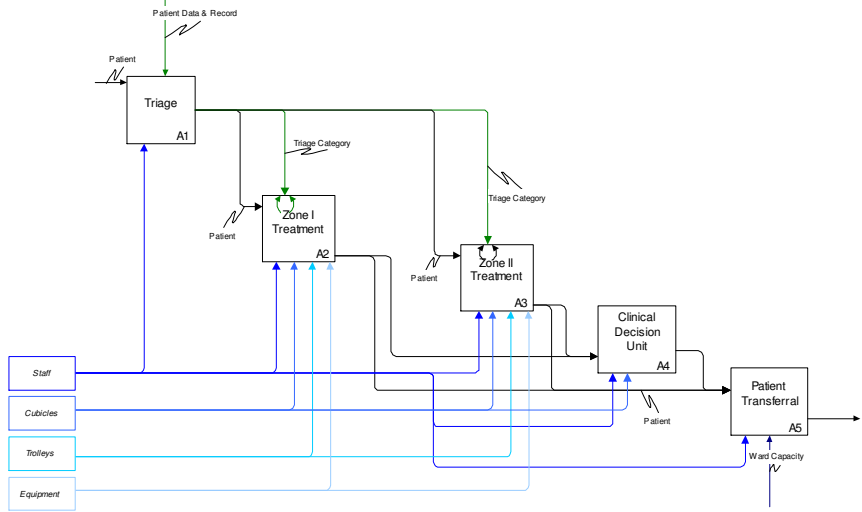 Patient Data & Record
Patient
Triage
A1
Triage Category
Triage Category
Patient
Zone I
Treatment
A2
Patient
Zone II
Treatment
A3
Clinical
Decision
Unit
A4
Staff
Cubicles
Trolleys
Equipment
Patient
Patient
Transferral
A5
Ward Capacity